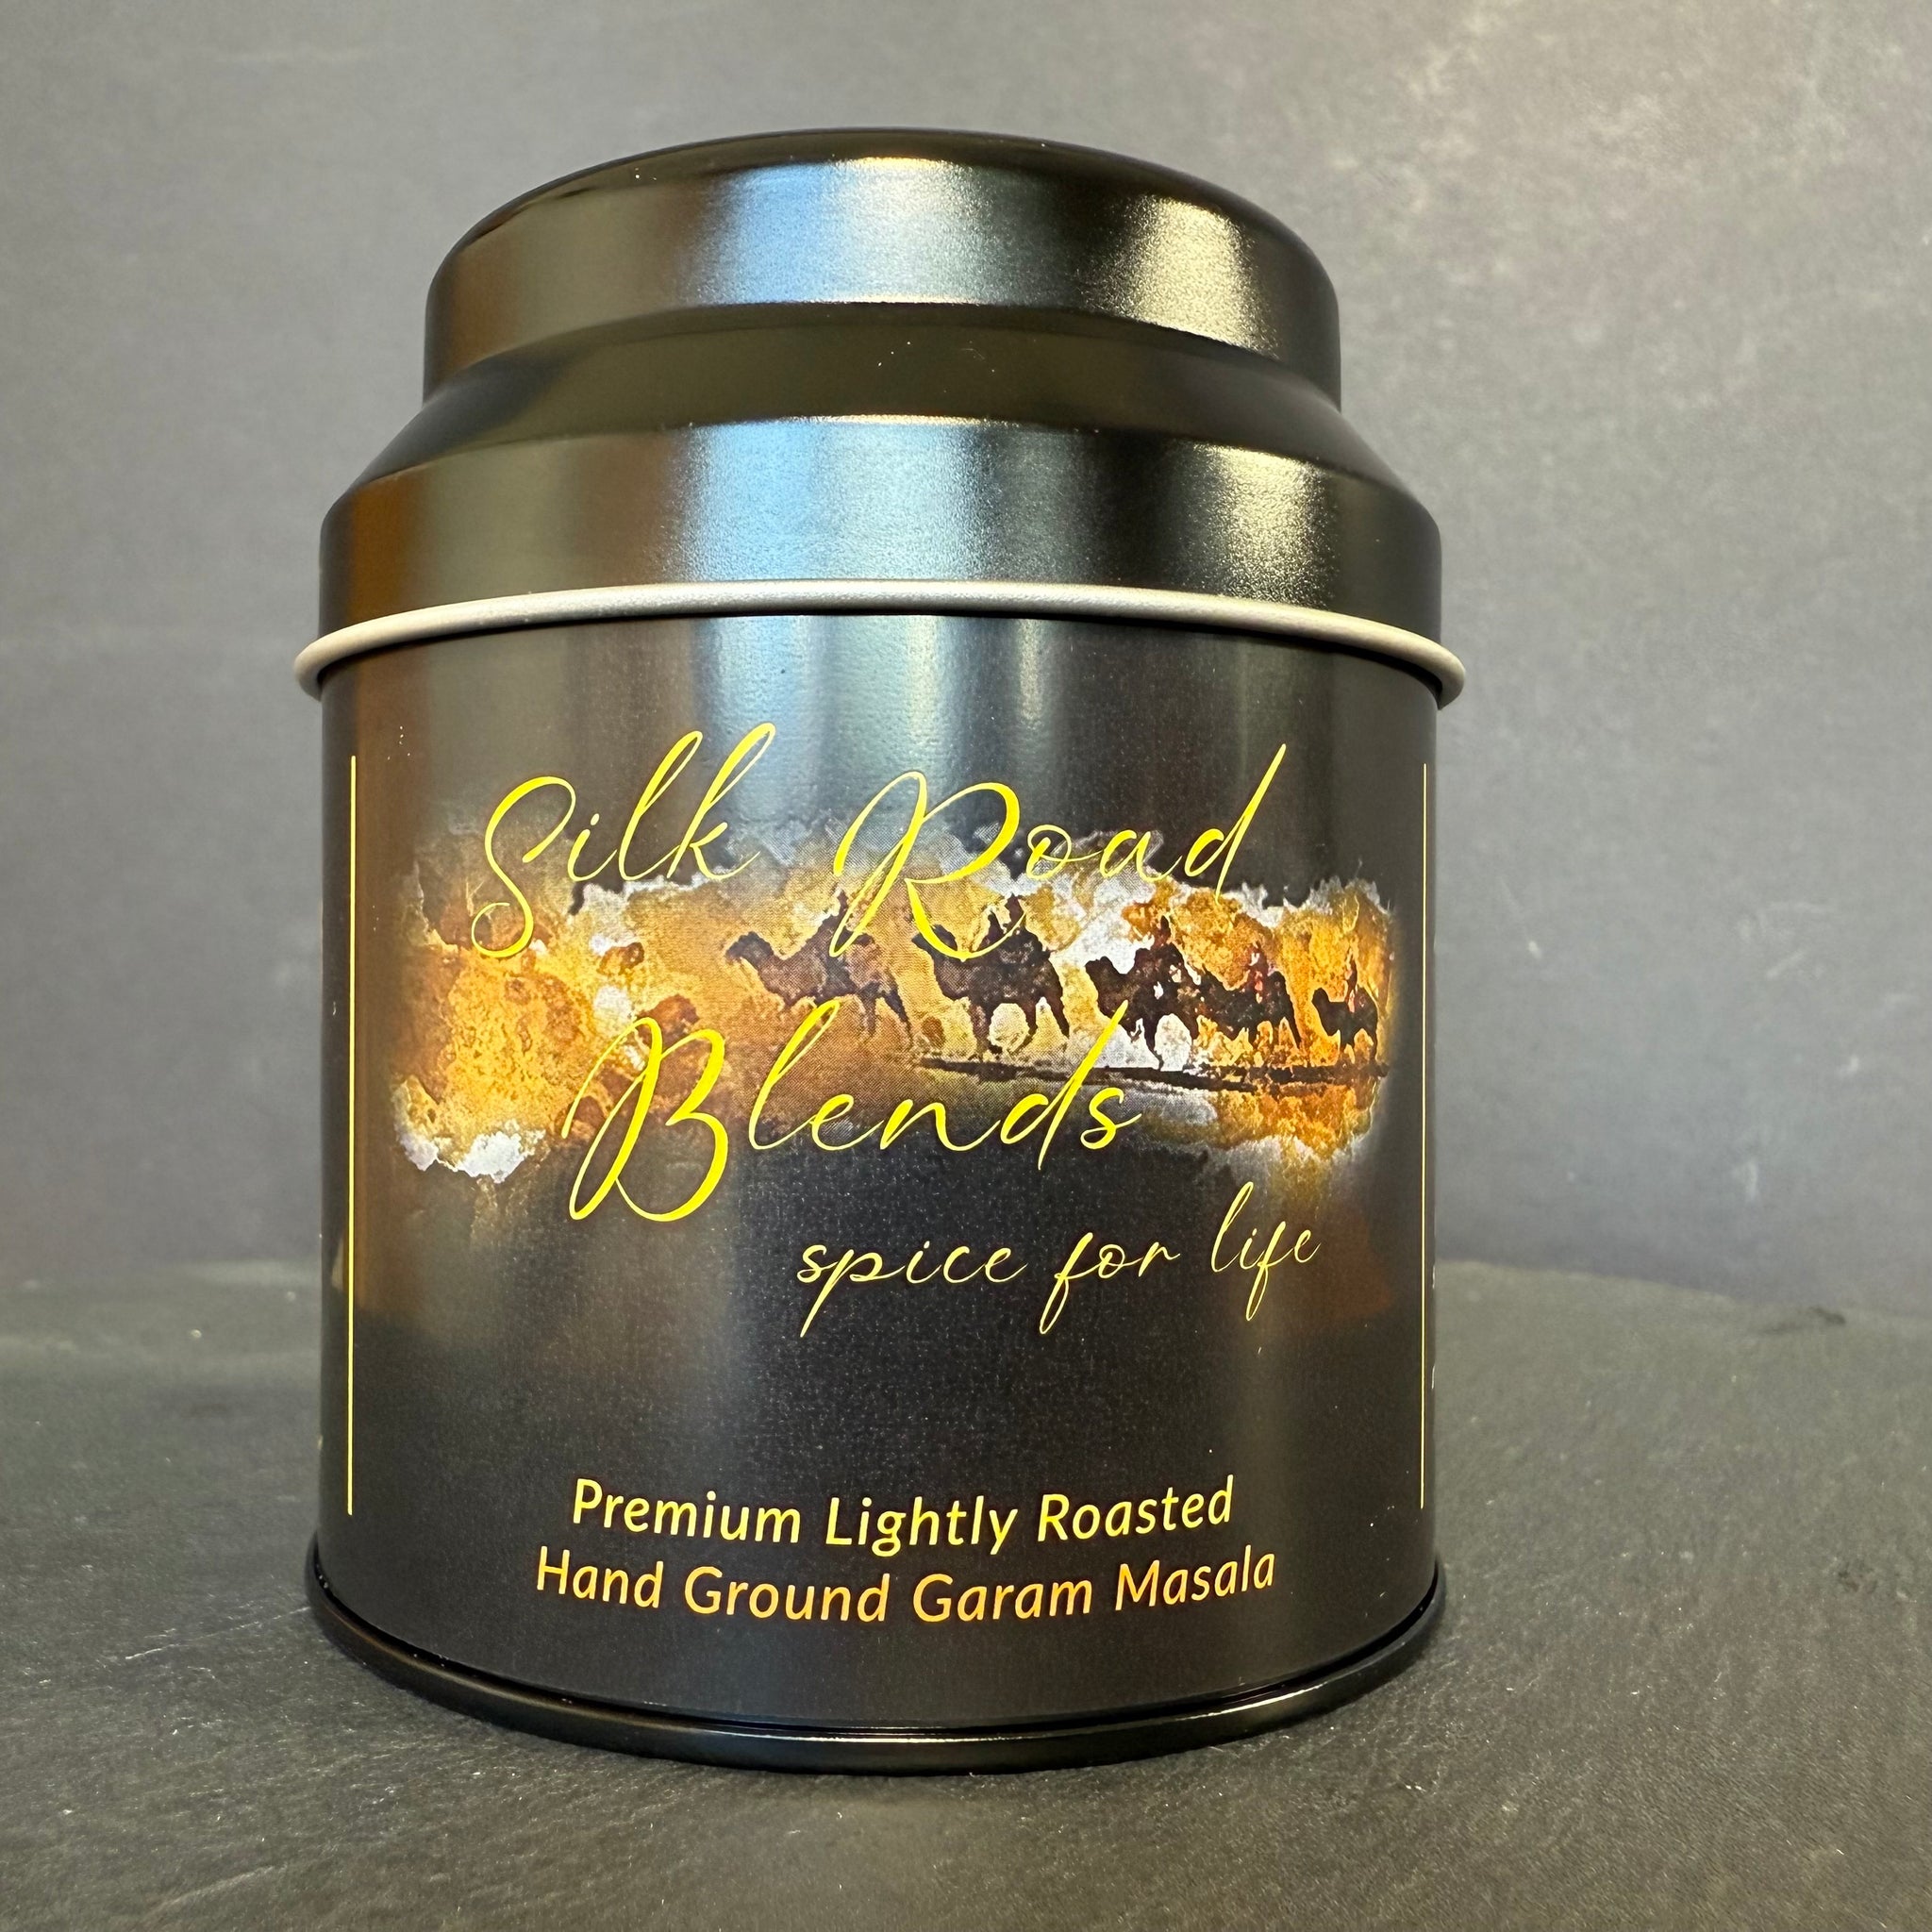 Silk Road
Blends
spice for life
Premium Lightly Roasted
Hand Ground Garam Masala